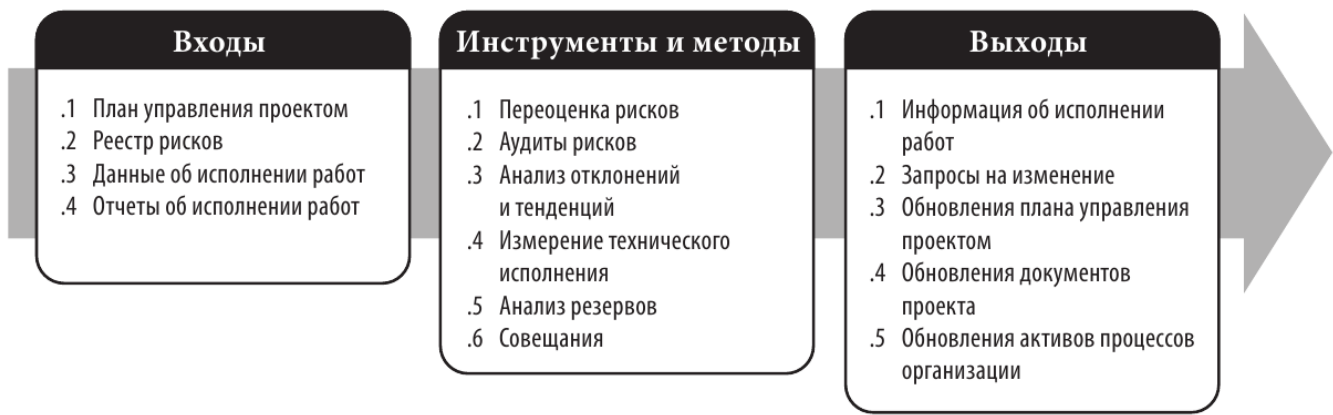 Входы
.1 План управления проектом
.2 Реестр рисков
.3 Данные об исполнении работ
.4 Отчеты об исполнении работ
Инструменты и методы
.1 Переоценка рисков
.2 Аудиты рисков
.3 Анализ отклонений
и тенденций
.4 Измерение технического
исполнения
.5 Анализ резервов
.6 Совещания
Выходы
.1 Информация об исполнении
работ
.2 Запросы на изменение
.3 Обновления плана управления
проектом
.4 Обновления документов
проекта
.5 Обновления активов процессов
организации